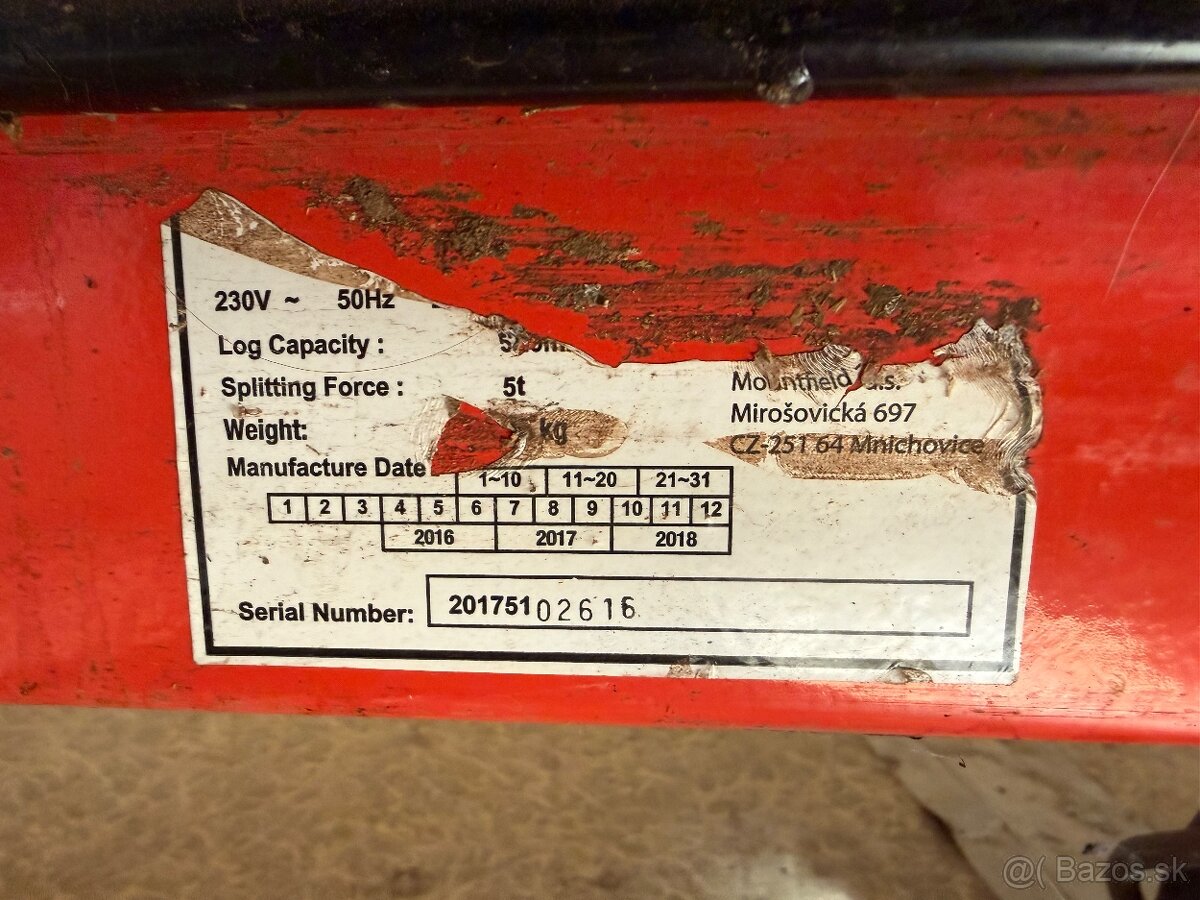 230V ~ 50Hz
Log Capacity :
Splitting Force : 5t
Weight: kg
Mountfield a.s.
Mirošovická 697
CZ-251 64 Mnichovice
Manufacture Date
1~10 11~20 21~31
1 2 3 4 5 6 7 8 9 10 11 12
2016 2017 2018
Serial Number: 20175102616
@( Bazos.sk